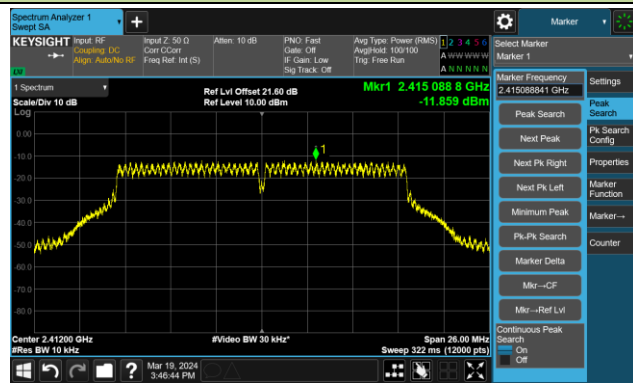 Spectrum Analyzer 1
Swept SA
+
Marker
KEYSIGHT
Input: RF
Coupling: DC
Align: Auto/No RF
Input Z: 50 Ω
Corr CCorr
Freq Ref: Int (S)
Atten: 10 dB
PNO: Fast
Gate: Off
IF Gain: Low
Sig Track: Off
Avg Type: Power (RMS)
Avg|Hold: 100/100
Trig: Free Run
1 2 3 4 5 6
A W W W W W
A N N N N N
LXI
Select Marker
Marker 1
1 Spectrum
Scale/Div 10 dB
Log
Ref Lvl Offset 21.60 dB
Ref Level 10.00 dBm
Mkr1 2.415 088 8 GHz
-11.859 dBm
0.00
-10.0
-20.0
-30.0
-40.0
-50.0
-60.0
-70.0
-80.0
1
Center 2.41200 GHz
#Res BW 10 kHz
#Video BW 30 kHz*
Span 26.00 MHz
Sweep 322 ms (12000 pts)
Marker Frequency
2.415088841 GHz
Peak Search
Next Peak
Next Pk Right
Next Pk Left
Minimum Peak
Pk-Pk Search
Marker Delta
Mkr→CF
Mkr→Ref Lvl
Continuous Peak
Search
On
Off
Settings
Peak
Search
Pk Search
Config
Properties
Marker
Function
Marker→
Counter
?
Mar 19, 2024
3:46:44 PM